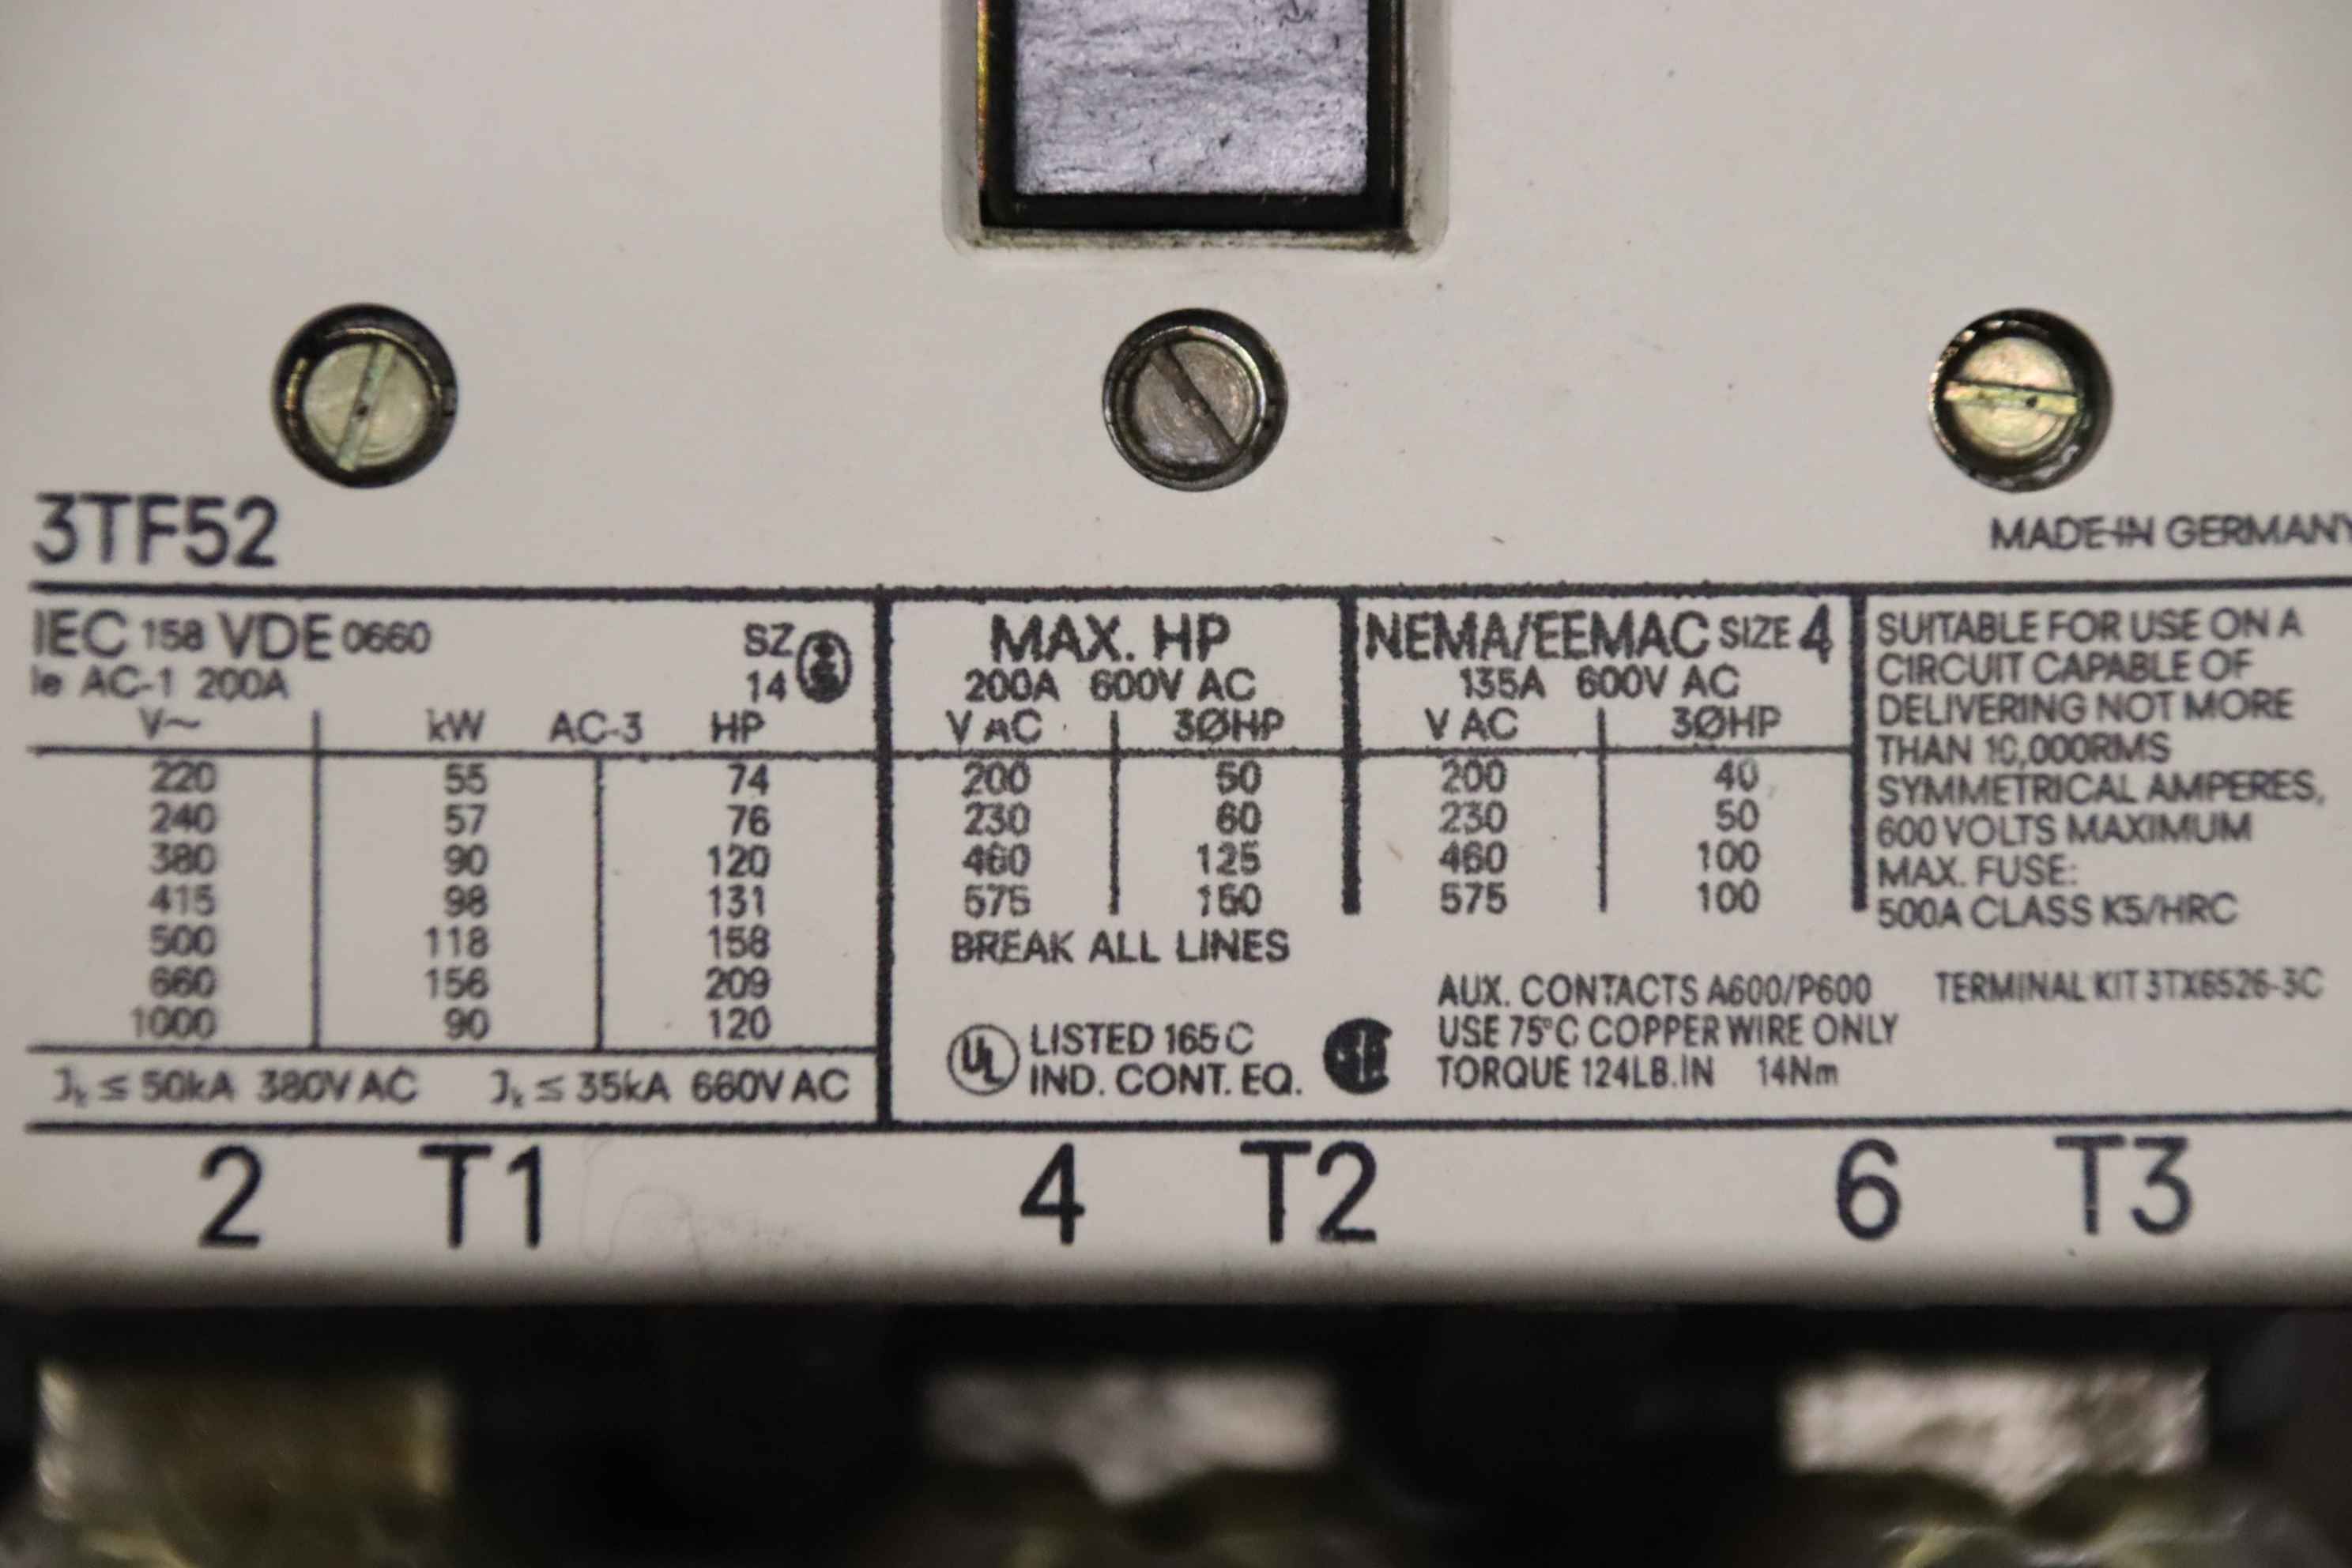 3TF52
MADE IN GERMANY
IEC 158 VDE 0660
Ie AC-1 200A
SZ
14
V~ kW AC-3 HP
220 55 74
240 57 76
380 90 120
415 98 131
500 118 158
660 156 209
1000 90 120
Jk ≤ 50kA 380V AC Jk ≤ 35kA 660V AC
MAX. HP
200A 600V AC
V AC 3ØHP
200 50
230 60
460 125
575 150
BREAK ALL LINES
UL LISTED 165C
IND. CONT. EQ.
NEMA/EEMAC SIZE 4
135A 600V AC
V AC 3ØHP
200 40
230 50
460 100
575 100
SUITABLE FOR USE ON A
CIRCUIT CAPABLE OF
DELIVERING NOT MORE
THAN 10,000RMS
SYMMETRICAL AMPERES,
600 VOLTS MAXIMUM
MAX. FUSE:
500A CLASS K5/HRC
AUX. CONTACTS A600/P600 TERMINAL KIT 3TX6526-3C
USE 75°C COPPER WIRE ONLY
TORQUE 124LB.IN 14Nm
2 T1 4 T2 6 T3